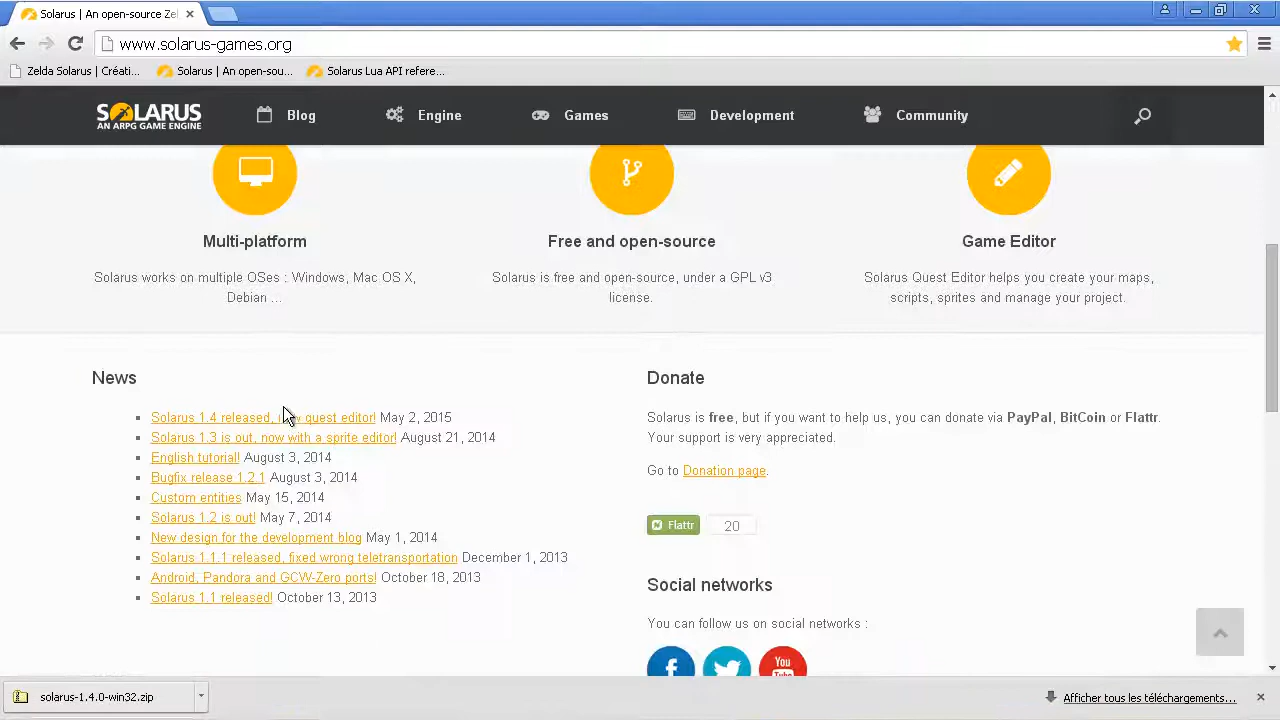 Solarus | An open-source Zel
www.solarus-games.org
Zelda Solarus | Créati... Solarus | An open-sou... Solarus Lua API refere...
SOLARUS
AN ARPG GAME ENGINE
Blog Engine Games Development Community
Multi-platform
Solarus works on multiple OSes : Windows, Mac OS X,
Debian ...
Free and open-source
Solarus is free and open-source, under a GPL v3
license.
Game Editor
Solarus Quest Editor helps you create your maps,
scripts, sprites and manage your project.
News
Solarus 1.4 released, quest editor! May 2, 2015
Solarus 1.3 is out, now with a sprite editor! August 21, 2014
English tutorial! August 3, 2014
Bugfix release 1.2.1 August 3, 2014
Custom entities May 15, 2014
Solarus 1.2 is out! May 7, 2014
New design for the development blog May 1, 2014
Solarus 1.1.1 released, fixed wrong teletransportation December 1, 2013
Android, Pandora and GCW-Zero ports! October 18, 2013
Solarus 1.1 released! October 13, 2013
Donate
Solarus is free, but if you want to help us, you can donate via PayPal, BitCoin or Flattr.
Your support is very appreciated.
Go to Donation page.
Flattr 20
Social networks
You can follow us on social networks :
You
solarus-1.4.0-win32.zip
Afficher tous les téléchargements...